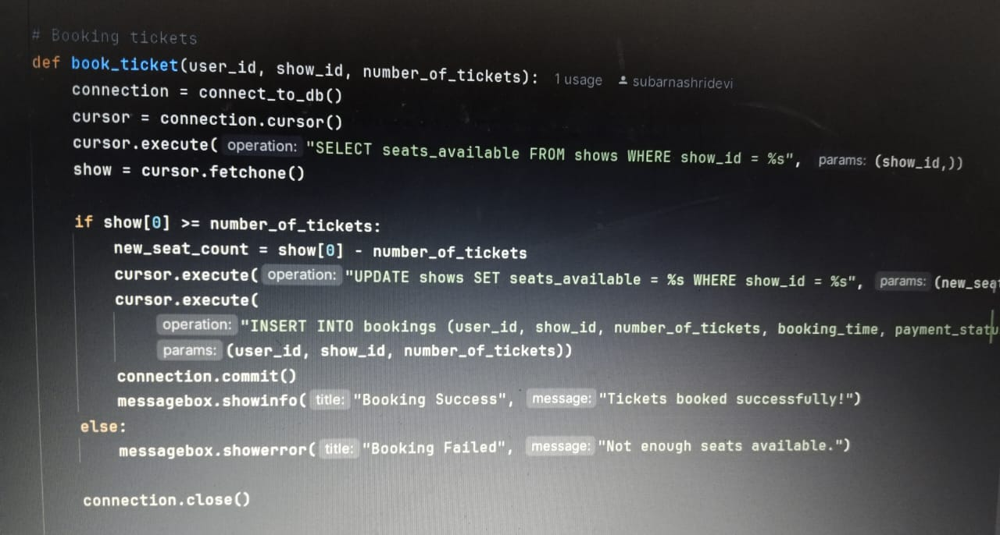 # Booking tickets
def book_ticket(user_id, show_id, number_of_tickets): 1 usage subarnashridevi
connection = connect_to_db()
cursor = connection.cursor()
cursor.execute( operation: "SELECT seats_available FROM shows WHERE show_id = %s", params: (show_id,))
show = cursor.fetchone()
if show[0] >= number_of_tickets:
new_seat_count = show[0] - number_of_tickets
cursor.execute( operation: "UPDATE shows SET seats_available = %s WHERE show_id = %s", params: (new_seat
cursor.execute(
operation: "INSERT INTO bookings (user_id, show_id, number_of_tickets, booking_time, payment_statu
params: (user_id, show_id, number_of_tickets))
connection.commit()
messagebox.showinfo( title: "Booking Success", message: "Tickets booked successfully!")
else:
messagebox.showerror( title: "Booking Failed", message: "Not enough seats available.")
connection.close()